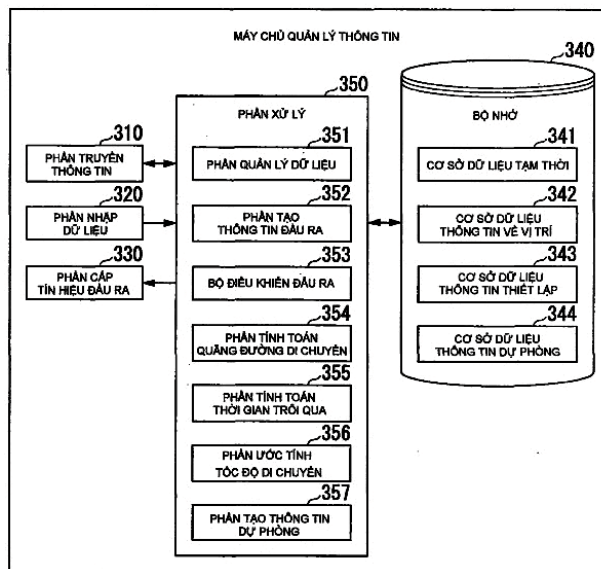 MÁY CHỦ QUẢN LÝ THÔNG TIN
340
350
PHẦN XỬ LÝ
BỘ NHỚ
310
PHẦN TRUYỀN
THÔNG TIN
351
PHẦN QUẢN LÝ DỮ LIỆU
341
CƠ SỞ DỮ LIỆU TẠM THỜI
320
PHẦN NHẬP
DỮ LIỆU
352
PHẦN TẠO
THÔNG TIN ĐẦU RA
342
CƠ SỞ DỮ LIỆU
THÔNG TIN VỀ VỊ TRÍ
330
PHẦN CẤP
TÍN HIỆU ĐẦU RA
353
BỘ ĐIỀU KHIỂN ĐẦU RA
343
CƠ SỞ DỮ LIỆU
THÔNG TIN THIẾT LẬP
354
PHẦN TÍNH TOÁN
QUÃNG ĐƯỜNG DI CHUYỂN
344
CƠ SỞ DỮ LIỆU
THÔNG TIN DỰ PHÒNG
355
PHẦN TÍNH TOÁN
THỜI GIAN TRÔI QUA
356
PHẦN ƯỚC TÍNH
TỐC ĐỘ DI CHUYỂN
357
PHẦN TẠO THÔNG TIN
DỰ PHÒNG